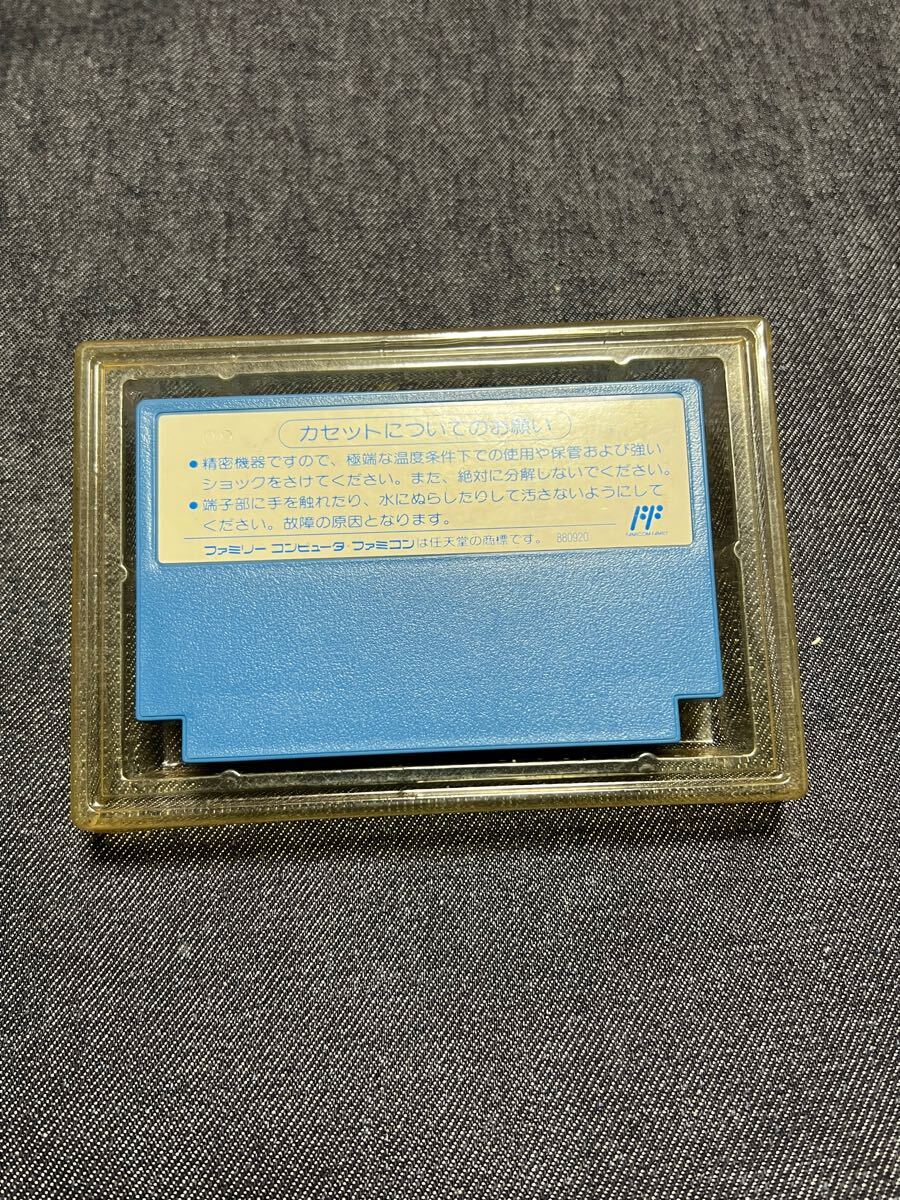 カセットについてのお願い
●精密機器ですので、極端な温度条件下での使用や保管および強い
ショックをさけてください。また、絶対に分解しないでください。
●端子部に手を触れたり、水にぬらしたりして汚さないようにして
ください。故障の原因となります。
FF
FAMICOM FAMILY
ファミリー コンピュータ・ファミコンは任天堂の商標です。 880920